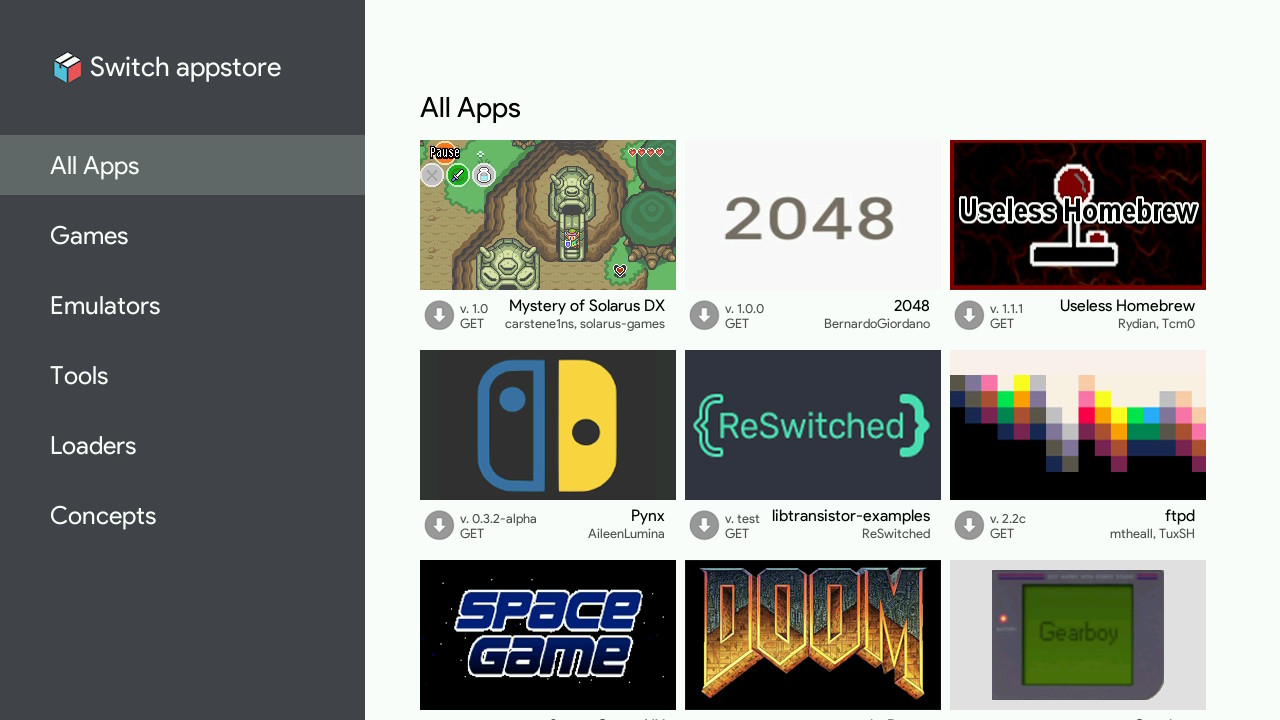 Switch appstore
All Apps
Games
Emulators
Tools
Loaders
Concepts
All Apps
Pause
2048
Useless Homebrew
v. 1.0
GET
Mystery of Solarus DX
carstene1ns, solarus-games
v. 1.0.0
GET
2048
BernardoGiordano
v. 1.1.1
GET
Useless Homebrew
Rydian, Tcm0
{ReSwitched}
v. 0.3.2-alpha
GET
Pynx
AileenLumina
v. test
GET
libtransistor-examples
ReSwitched
v. 2.2c
GET
ftpd
mtheall, TuxSH
SPACE
GAME
DOOM
Gearboy